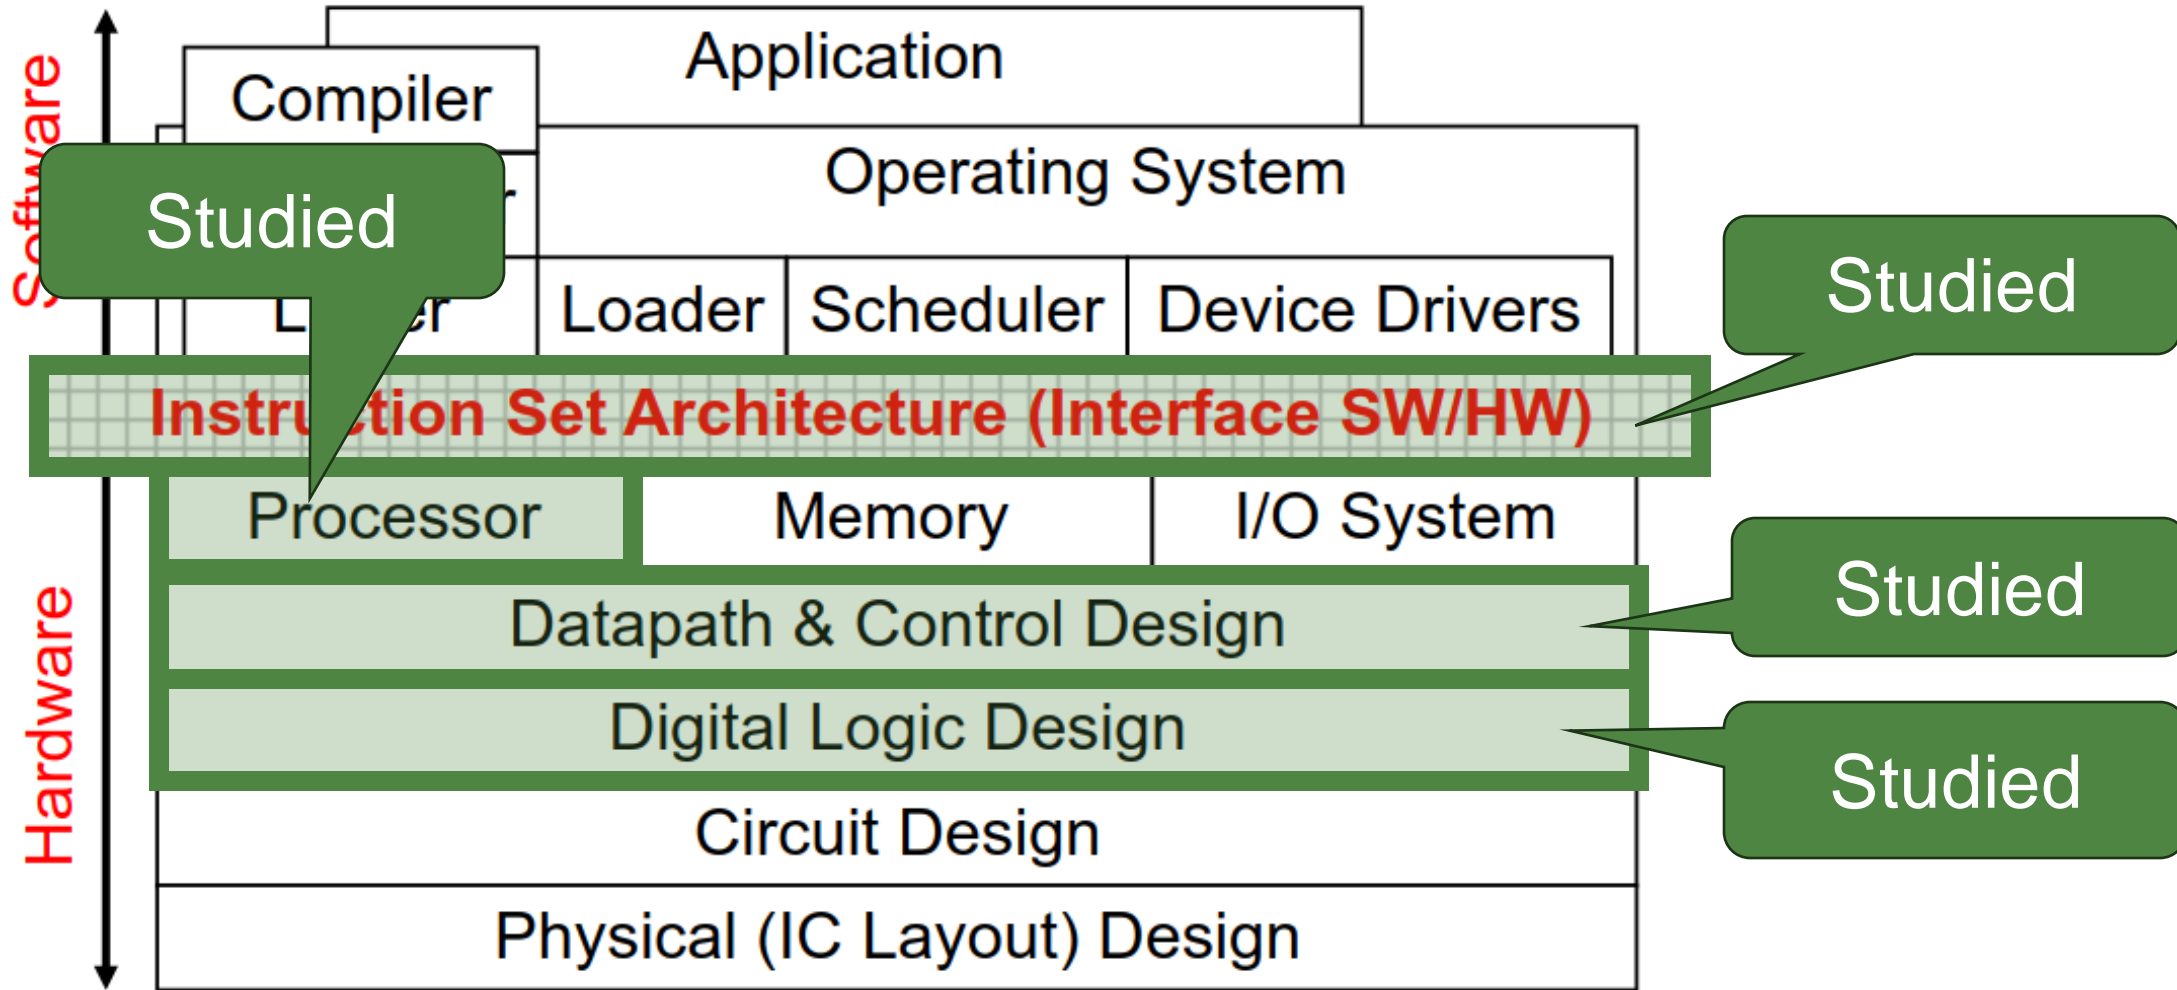 Application
Compiler
Software
Operating System
Studied
Studied
Loader
Scheduler
Device Drivers
Instruction Set Architecture (Interface SW/HW)
Processor
Memory
I/O System
Studied
Datapath & Control Design
Hardware
Digital Logic Design
Studied
Circuit Design
Physical (IC Layout) Design